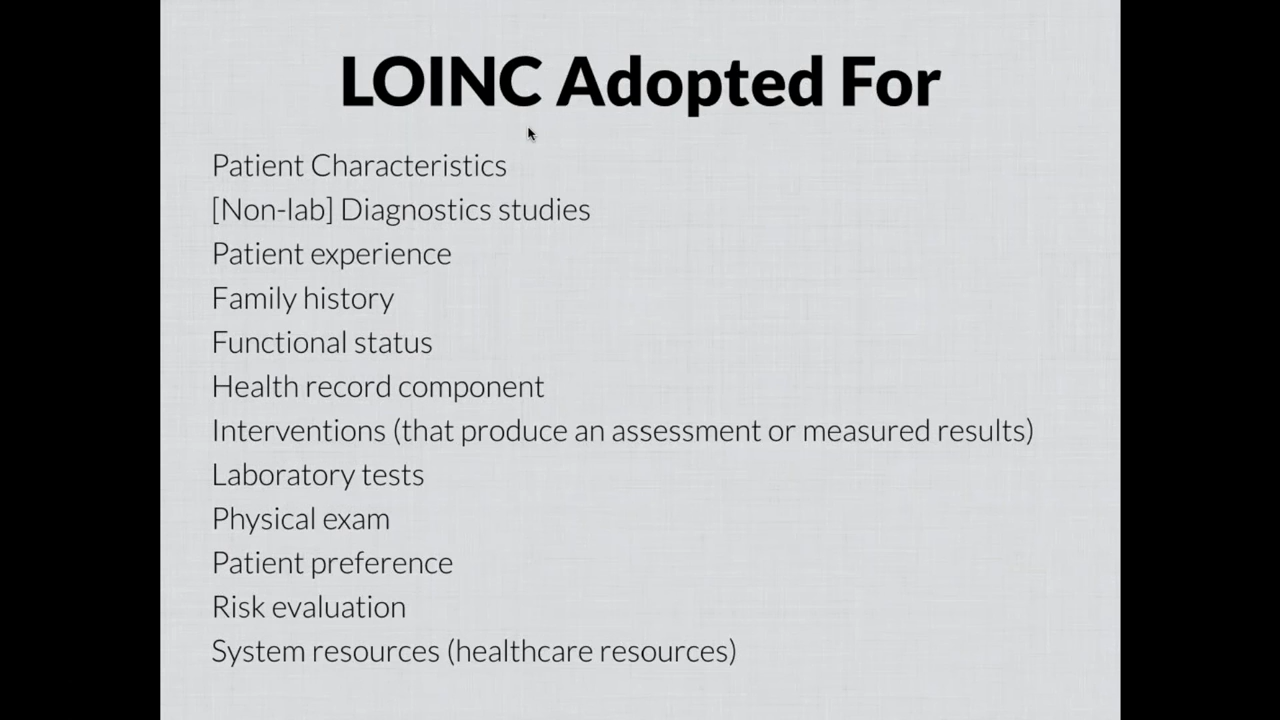 LOINC Adopted For
Patient Characteristics
[Non-lab] Diagnostics studies
Patient experience
Family history
Functional status
Health record component
Interventions (that produce an assessment or measured results)
Laboratory tests
Physical exam
Patient preference
Risk evaluation
System resources (healthcare resources)